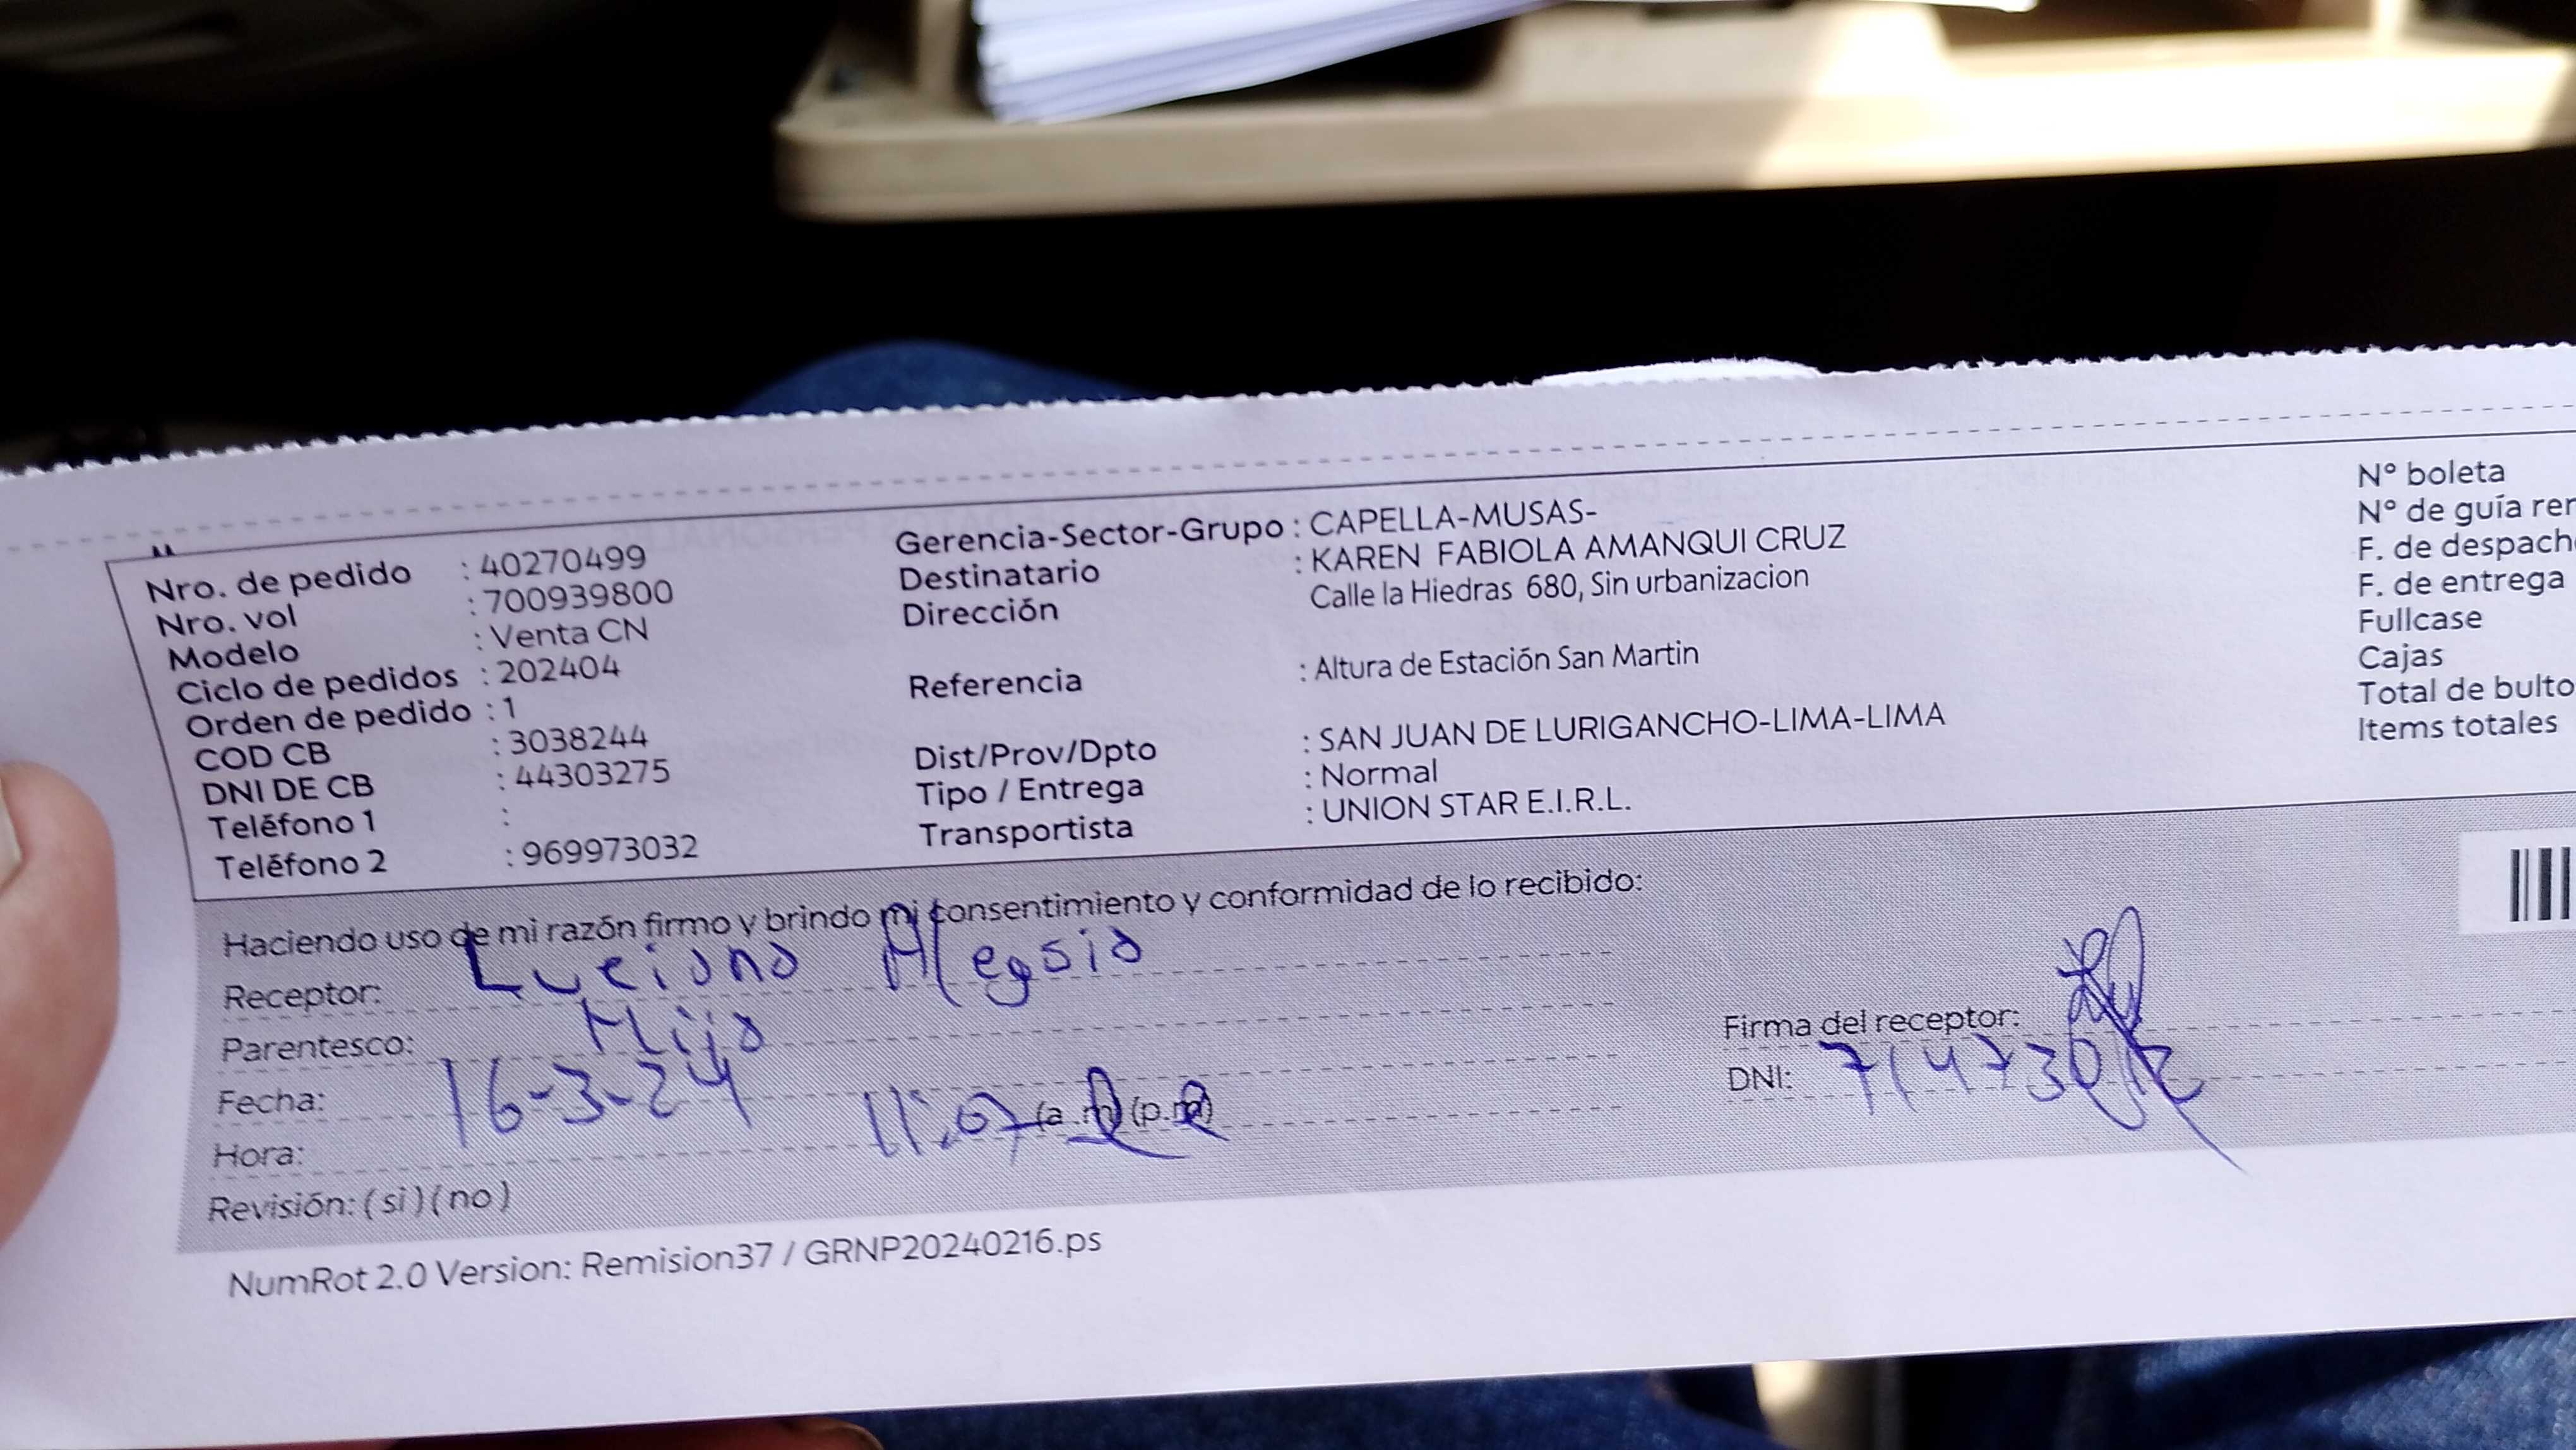 Nro. de pedido : 40270499
Nro. vol : 700939800
Modelo : Venta CN
Ciclo de pedidos : 202404
Orden de pedido : 1
COD CB : 3038244
DNI DE CB : 44303275
Teléfono 1 :
Teléfono 2 : 969973032
Gerencia-Sector-Grupo : CAPELLA-MUSAS-
Destinatario : KAREN FABIOLA AMANQUI CRUZ
Dirección Calle la Hiedras 680, Sin urbanizacion
Referencia : Altura de Estación San Martin
Dist/Prov/Dpto : SAN JUAN DE LURIGANCHO-LIMA-LIMA
Tipo / Entrega : Normal
Transportista : UNION STAR E.I.R.L.
N° boleta
N° de guía
F. de
F. de entrega
Fullcase
Cajas
Total de
Items totales
Haciendo uso de mi razón firmo y brindo mi consentimiento y conformidad de lo recibido:
Receptor: Luciano
Parentesco: Hijo
Fecha: 16-3-24
Hora: 11:07 (a.m) (p.m)
Revisión: (si) (no)
Firma del receptor:
DNI:
NumRot 2.0 Version: Remision37 / GRNP20240216.ps